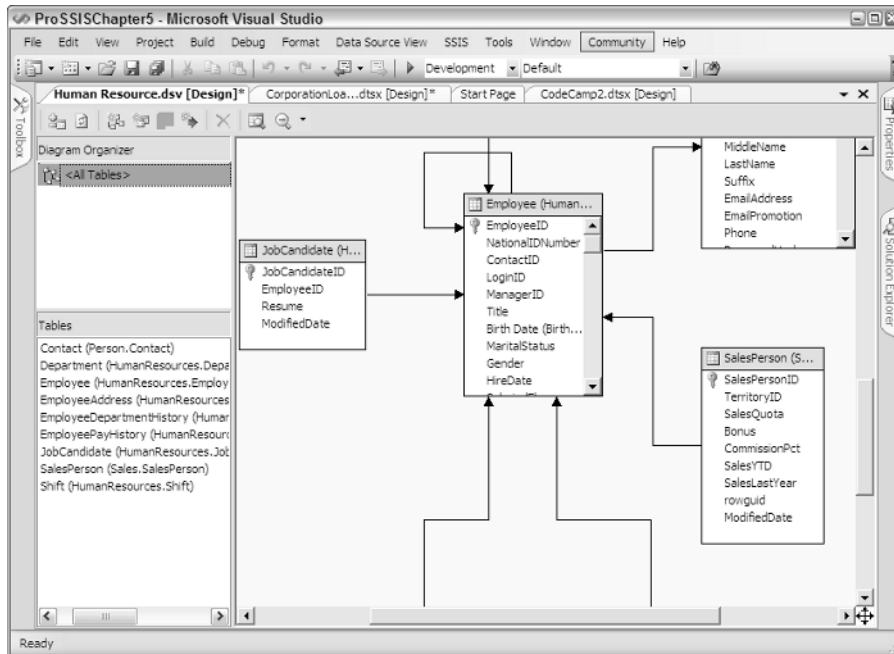 ProSSISChapter5 - Microsoft Visual Studio
File Edit View Project Build Debug Format Data Source View SSIS Tools Window Community Help
Development Default
Human Resource.dsv [Design]* CorporationLoa...dtsx [Design]* Start Page CodeCamp2.dtsx [Design]
Toolbox
Diagram Organizer
<All Tables>
Tables
Contact (Person.Contact)
Department (HumanResources.Depa
Employee (HumanResources.Employ
EmployeeAddress (HumanResources
EmployeeDepartmentHistory (Human
EmployeePayHistory (HumanResourc
JobCandidate (HumanResources.Job
SalesPerson (Sales.SalesPerson)
Shift (HumanResources.Shift)
JobCandidate (H...
JobCandidateID
EmployeeID
Resume
ModifiedDate
Employee (Human...
EmployeeID
NationalIDNumber
ContactID
LoginID
ManagerID
Title
Birth Date (Birth...
MaritalStatus
Gender
HireDate
MiddleName
LastName
Suffix
EmailAddress
EmailPromotion
Phone
SalesPerson (S...
SalesPersonID
TerritoryID
SalesQuota
Bonus
CommissionPct
SalesYTD
SalesLastYear
rowguid
ModifiedDate
Properties
Solution Explorer
Ready